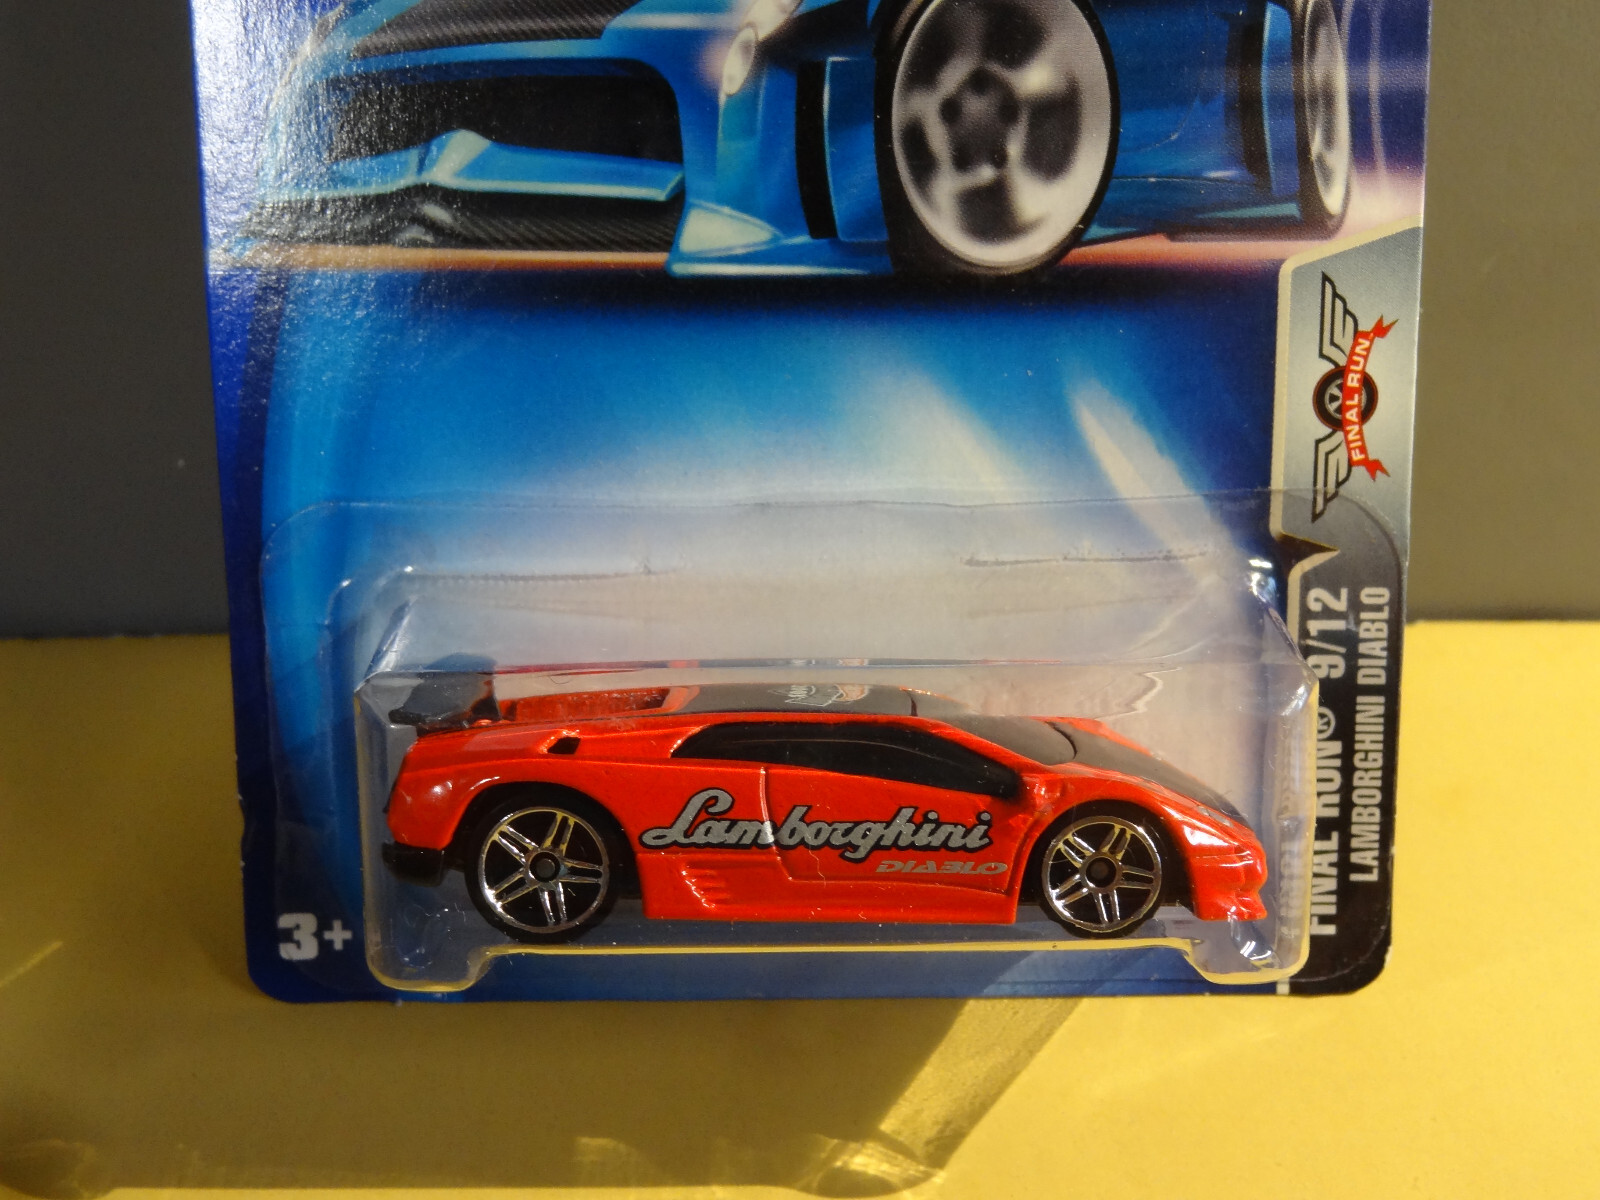 FINAL RUN
FINAL RUN® 9/12
LAMBORGHINI DIABLO
Lamborghini
DIABLO
3+